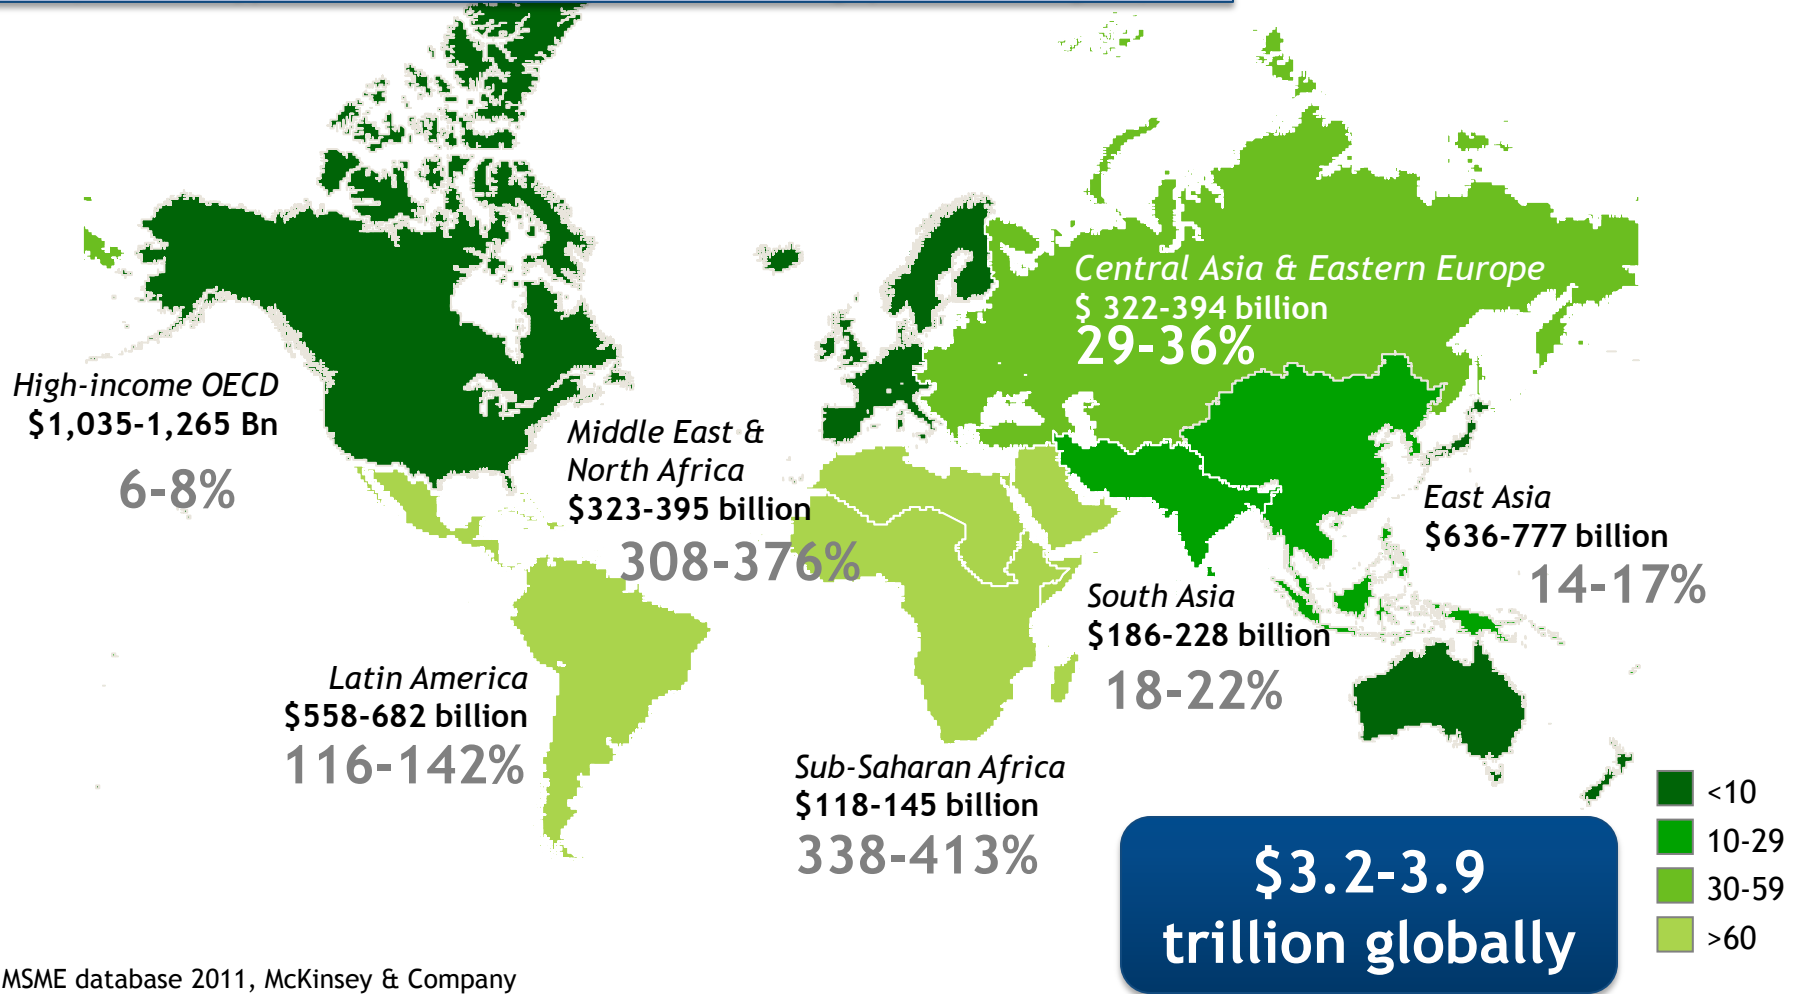 Central Asia & Eastern Europe
$ 322-394 billion
29-36%
High-income OECD
$1,035-1,265 Bn
6-8%
Middle East &
North Africa
$323-395 billion
308-376%
East Asia
$636-777 billion
14-17%
South Asia
$186-228 billion
18-22%
Latin America
$558-682 billion
116-142%
Sub-Saharan Africa
$118-145 billion
338-413%
<10
10-29
30-59
>60
$3.2-3.9
trillion globally
MSME database 2011, McKinsey & Company